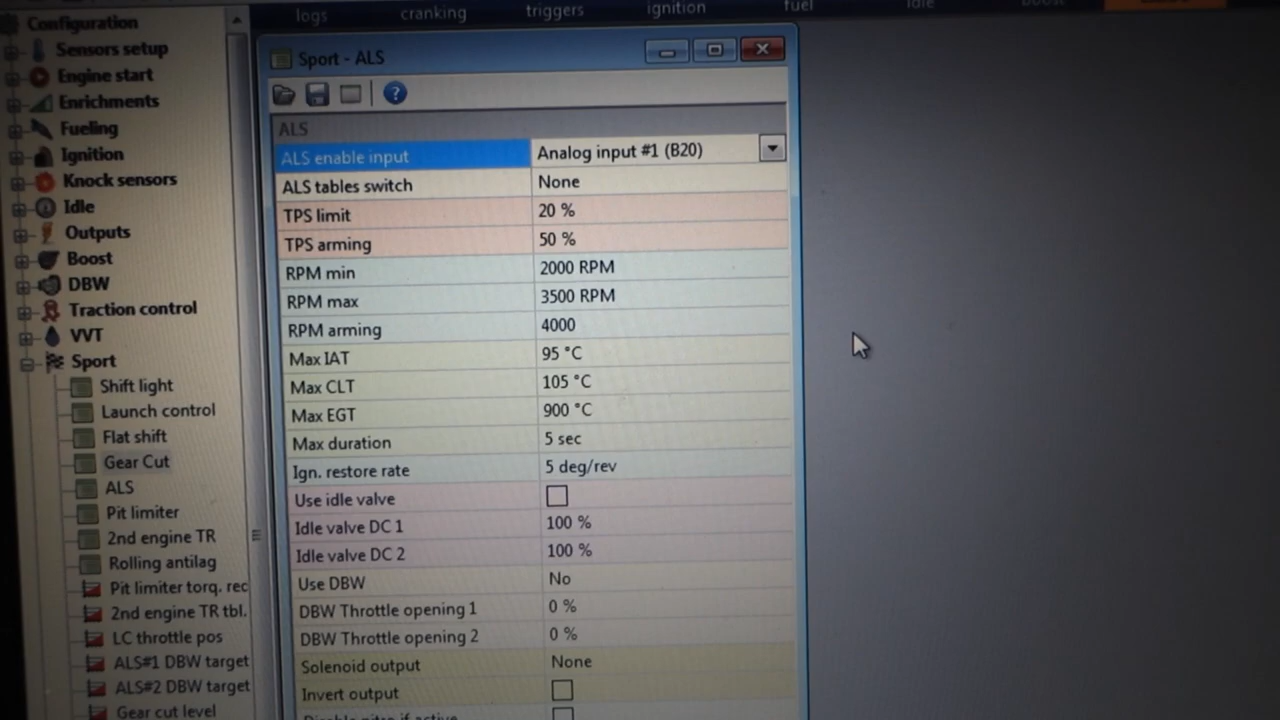 logs cranking triggers ignition fuel idle boost
Configuration
Sensors setup
Engine start
Enrichments
Fueling
Ignition
Knock sensors
Idle
Outputs
Boost
DBW
Traction control
VVT
Sport
Shift light
Launch control
Flat shift
Gear Cut
ALS
Pit limiter
2nd engine TR
Rolling antilag
Pit limiter torq. rec
2nd engine TR tbl.
LC throttle pos
ALS#1 DBW target
ALS#2 DBW target
Gear cut level
Sport - ALS
ALS
ALS enable input Analog input #1 (B20)
ALS tables switch None
TPS limit 20 %
TPS arming 50 %
RPM min 2000 RPM
RPM max 3500 RPM
RPM arming 4000
Max IAT 95 °C
Max CLT 105 °C
Max EGT 900 °C
Max duration 5 sec
Ign. restore rate 5 deg/rev
Use idle valve
Idle valve DC 1 100 %
Idle valve DC 2 100 %
Use DBW No
DBW Throttle opening 1 0 %
DBW Throttle opening 2 0 %
Solenoid output None
Invert output